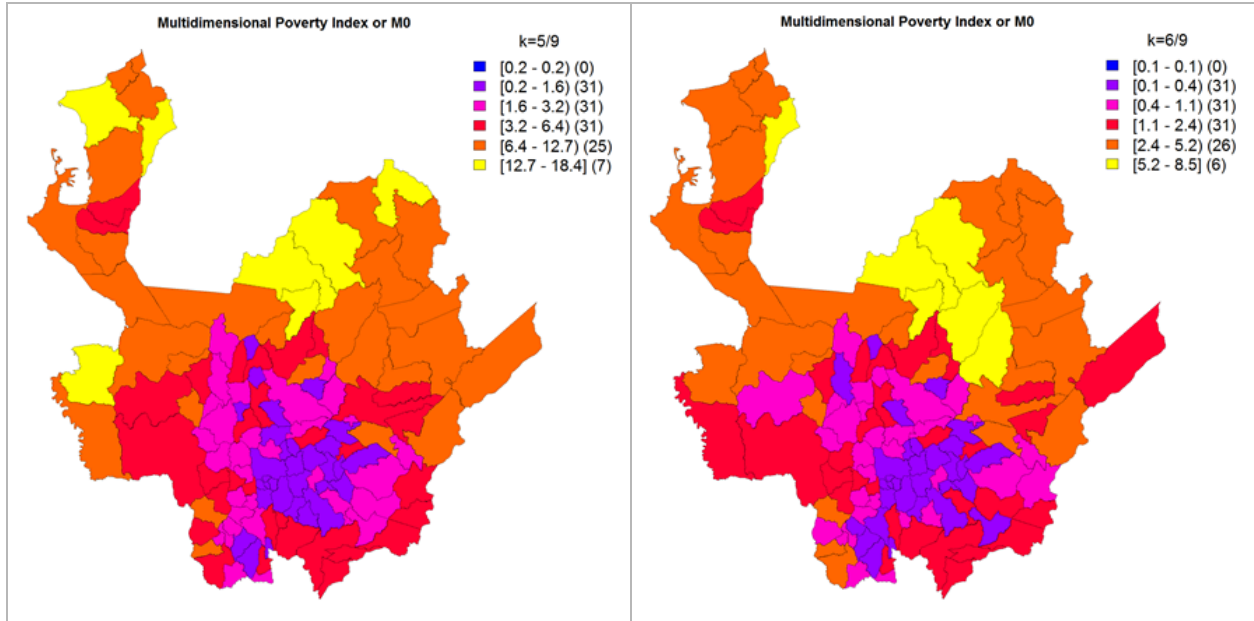 Multidimensional Poverty Index or M0
k=5/9
[0.2 - 0.2) (0)
[0.2 - 1.6) (31)
[1.6 - 3.2) (31)
[3.2 - 6.4) (31)
[6.4 - 12.7) (25)
[12.7 - 18.4] (7)
Multidimensional Poverty Index or M0
k=6/9
[0.1 - 0.1) (0)
[0.1 - 0.4) (31)
[0.4 - 1.1) (31)
[1.1 - 2.4) (31)
[2.4 - 5.2) (26)
[5.2 - 8.5] (6)